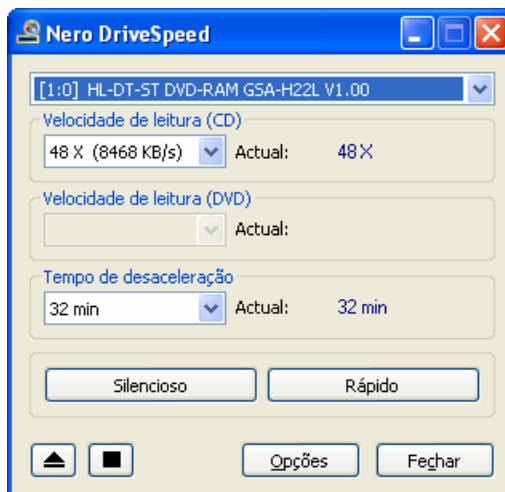 Nero DriveSpeed
[1:0] HL-DT-ST DVD-RAM GSA-H22L V1.00
Velocidade de leitura (CD)
48 X (8468 KB/s) Actual: 48X
Velocidade de leitura (DVD)
Actual:
Tempo de desaceleração
32 min Actual: 32 min
Silencioso Rápido
Opções Fechar